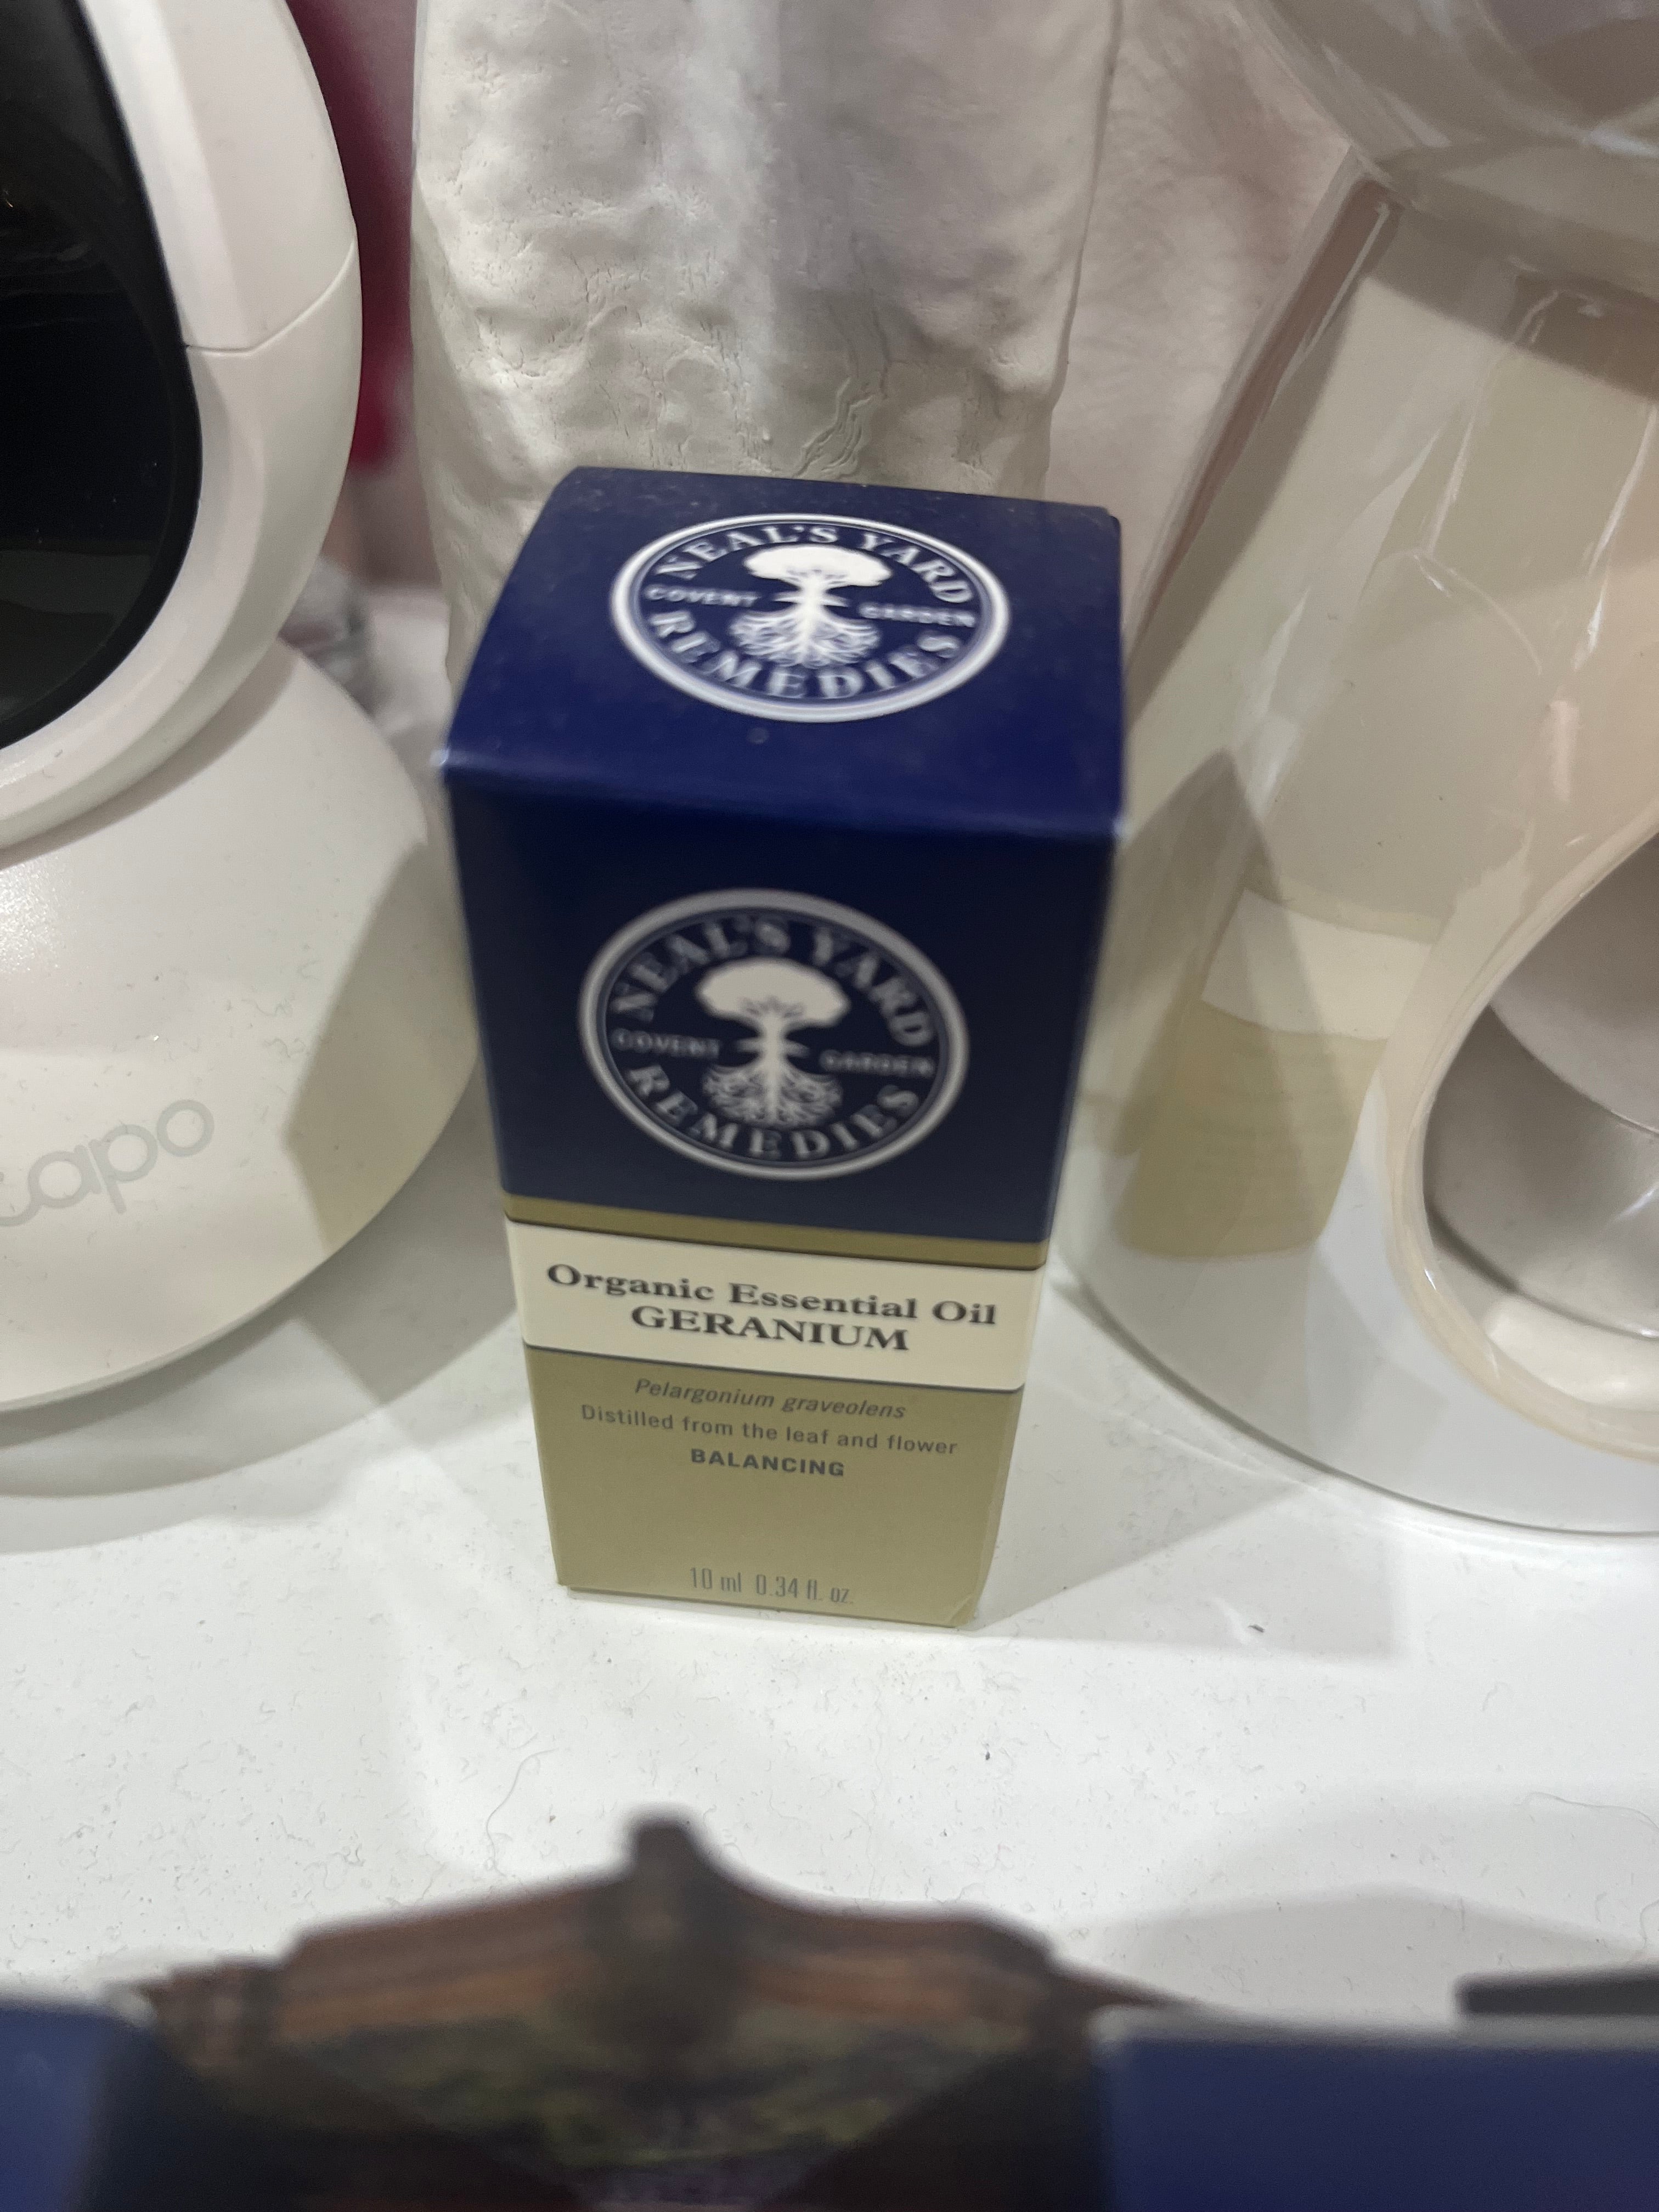 NEAL'S YARD
COVENT GARDEN
REMEDIES
NEAL'S YARD
COVENT GARDEN
REMEDIES
tapo
Organic Essential Oil
GERANIUM
Pelargonium graveolens
Distilled from the leaf and flower
BALANCING
10 ml 0.34 fl. oz.